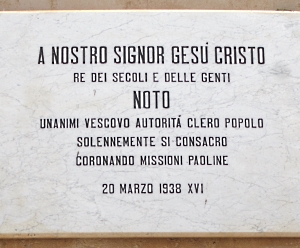 A NOSTRO SIGNOR GESÙ CRISTO
RE DEI SECOLI E DELLE GENTI
NOTO
UNANIMI VESCOVO AUTORITÀ CLERO POPOLO
SOLENNEMENTE SI CONSACRO
CORONANDO MISSIONI PAOLINE
20 MARZO 1938 XVI